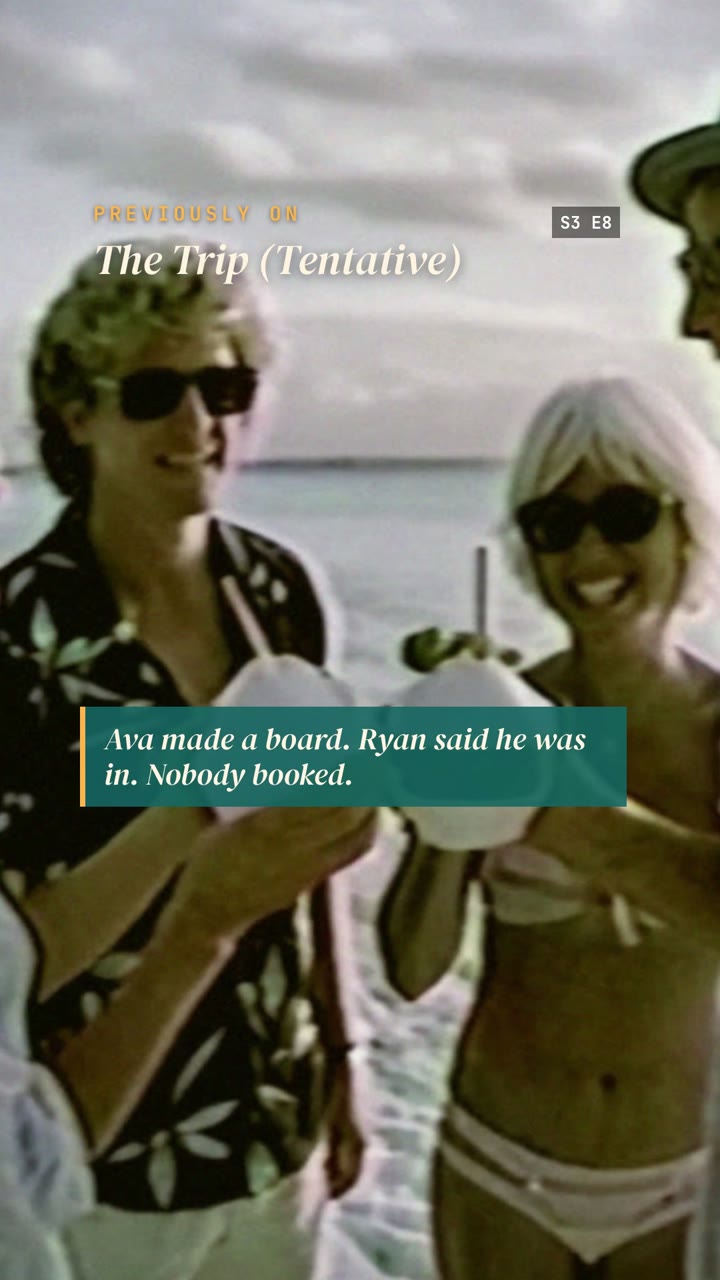 PREVIOUSLY ON
S3 E8
The Trip (Tentative)
Ava made a board. Ryan said he was
in. Nobody booked.